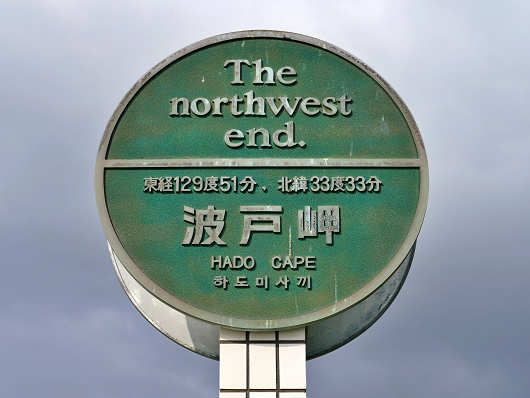 The
northwest
end.
東経129度51分、北緯33度33分
波戸岬
HADO CAPE
하도미사끼